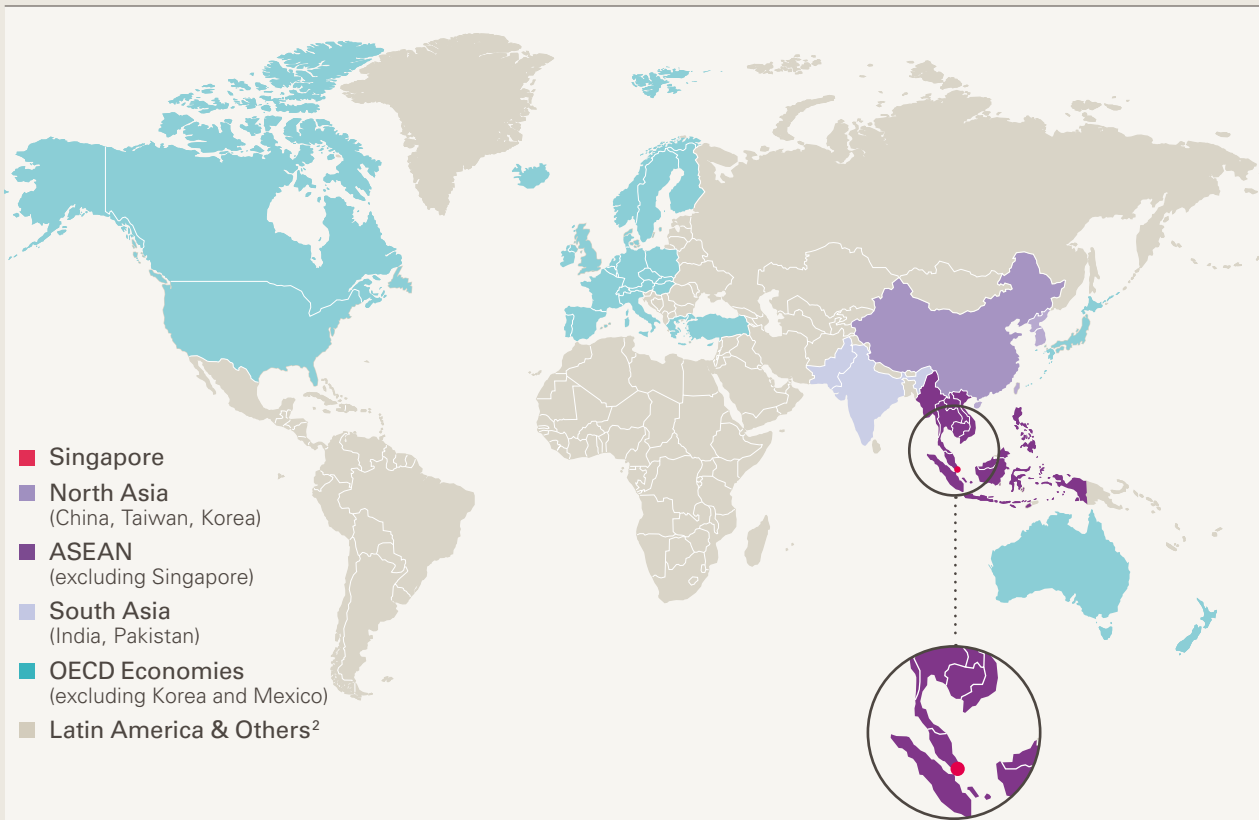 Singapore
North Asia
(China, Taiwan, Korea)
ASEAN
(excluding Singapore)
South Asia
(India, Pakistan)
OECD Economies
(excluding Korea and Mexico)
Latin America & Others²